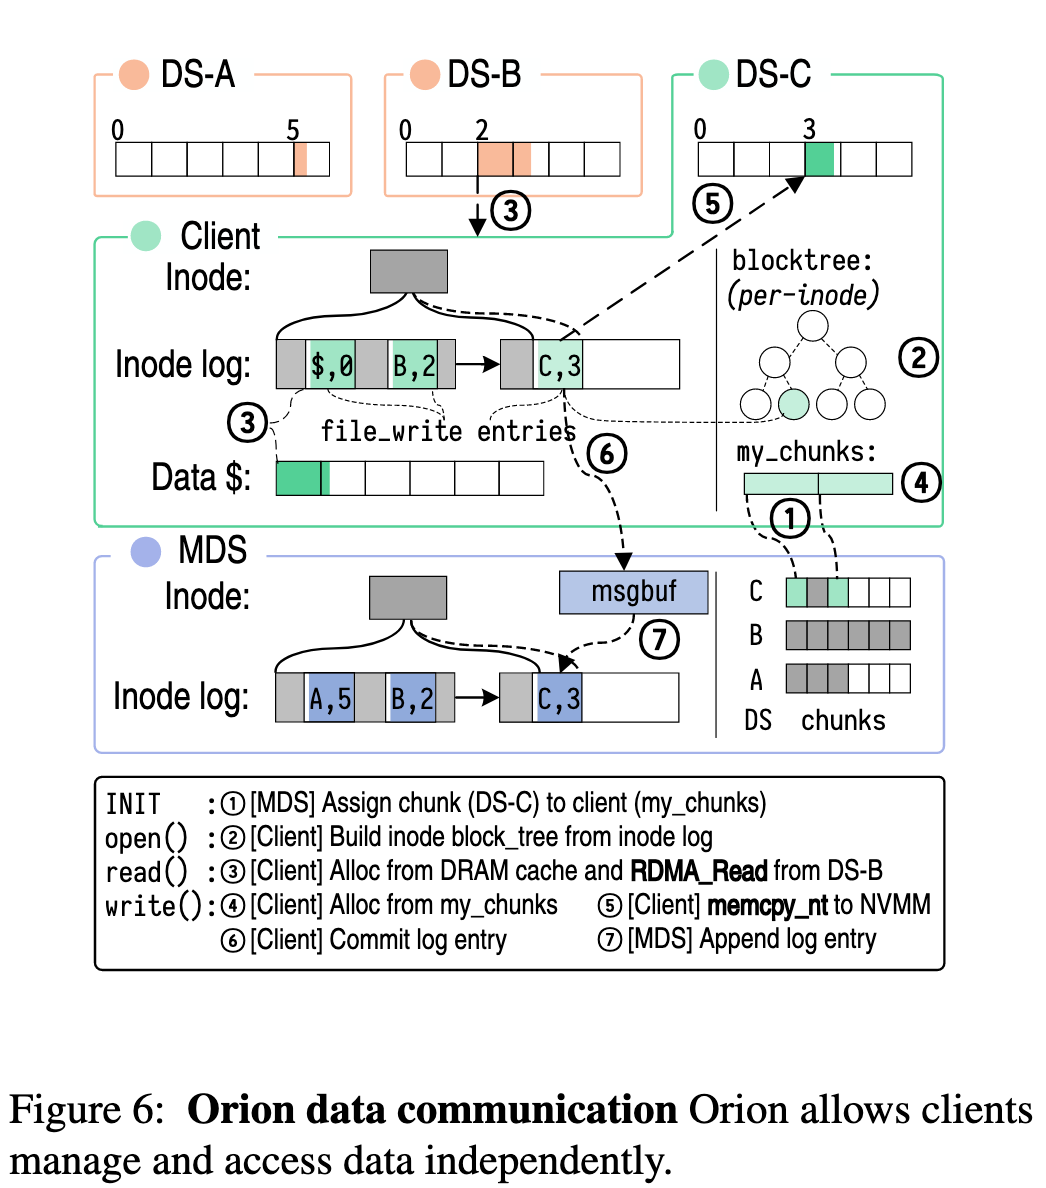 DS-A
DS-B
DS-C
0 5
0 2
0 3
③
⑤
Client
Inode:
blocktree:
(per-inode)
②
Inode log:
$,0 B,2 C,3
③
file_write entries
⑥
my_chunks:
④
Data $:
①
MDS
Inode:
msgbuf
⑦
C
B
A
DS chunks
Inode log:
A,5 B,2 C,3
INIT :① [MDS] Assign chunk (DS-C) to client (my_chunks)
open() :② [Client] Build inode block_tree from inode log
read() :③ [Client] Alloc from DRAM cache and RDMA_Read from DS-B
write():④ [Client] Alloc from my_chunks ⑤ [Client] memcpy_nt to NVMM
⑥ [Client] Commit log entry ⑦ [MDS] Append log entry
Figure 6: Orion data communication Orion allows clients
manage and access data independently.